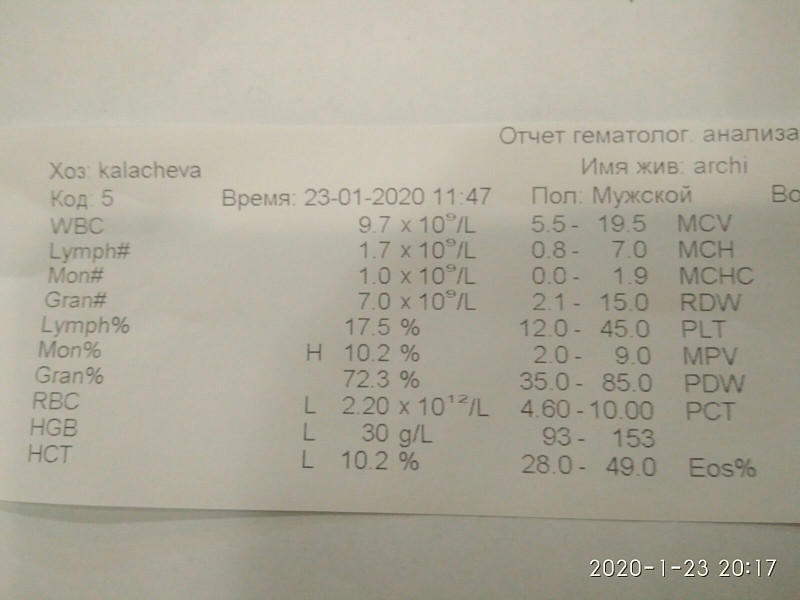 Отчет гематолог. анализа
Хоз: kalacheva Имя жив: archi
Код: 5 Время: 23-01-2020 11:47 Пол: Мужской Во
WBC 9.7 x 10⁹/L 5.5 - 19.5 MCV
Lymph# 1.7 x 10⁹/L 0.8 - 7.0 MCH
Mon# 1.0 x 10⁹/L 0.0 - 1.9 MCHC
Gran# 7.0 x 10⁹/L 2.1 - 15.0 RDW
Lymph% 17.5 % 12.0 - 45.0 PLT
Mon% H 10.2 % 2.0 - 9.0 MPV
Gran% 72.3 % 35.0 - 85.0 PDW
RBC L 2.20 x 10¹²/L 4.60 - 10.00 PCT
HGB L 30 g/L 93 - 153
HCT L 10.2 % 28.0 - 49.0 Eos%
2020-1-23 20:17